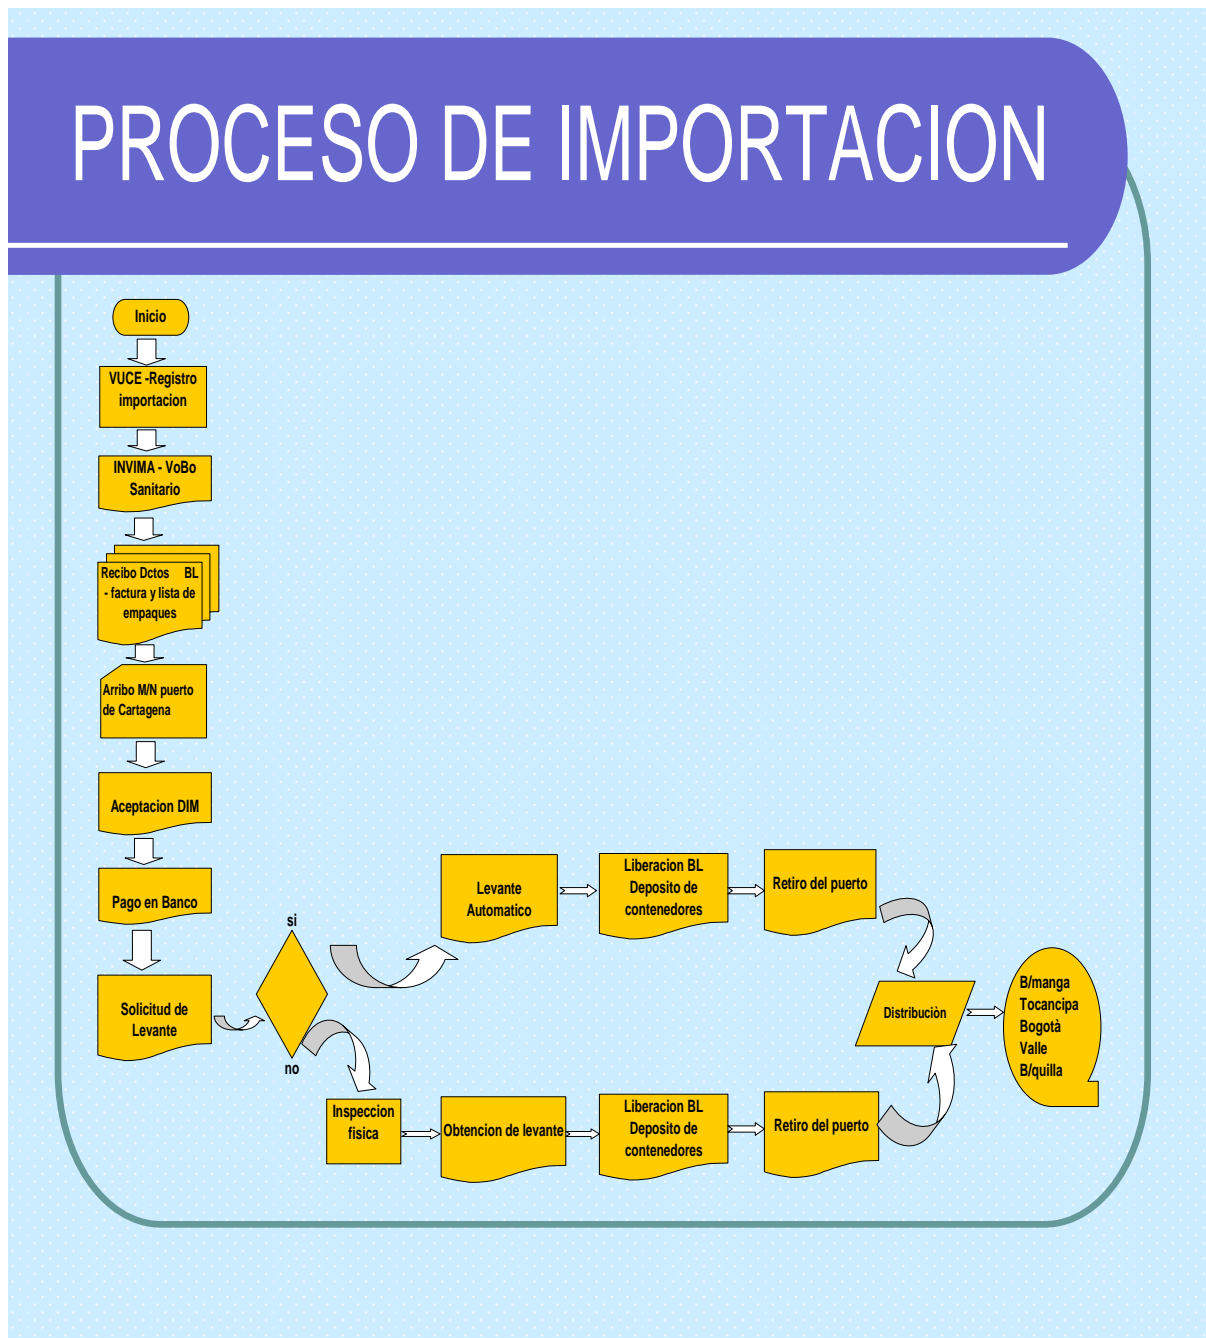 PROCESO DE IMPORTACION
Inicio
VUCE -Registro
importacion
INVIMA - VoBo
Sanitario
Recibo Dctos BL
- factura y lista de
empaques
Arribo M/N puerto
de Cartagena
Aceptacion DIM
Pago en Banco
Solicitud de
Levante
si
no
Levante
Automatico
Liberacion BL
Deposito de
contenedores
Retiro del puerto
Inspeccion
fisica
Obtencion de levante
Liberacion BL
Deposito de
contenedores
Retiro del puerto
Distribuciòn
B/manga
Tocancipa
Bogotà
Valle
B/quilla